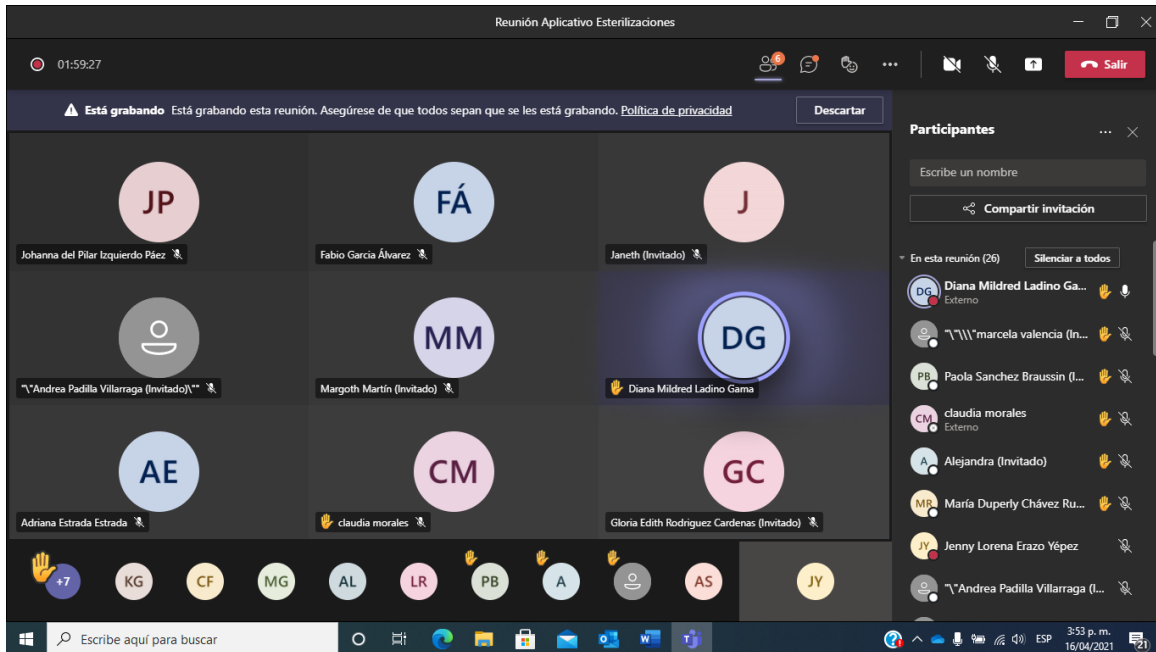 Reunión Aplicativo Esterilizaciones
01:59:27
6
Salir
Está grabando Está grabando esta reunión. Asegúrese de que todos sepan que se les está grabando. Política de privacidad
Descartar
JP
Johanna del Pilar Izquierdo Páez
FÁ
Fabio Garcia Álvarez
J
Janeth (Invitado)
"\"Andrea Padilla Villarraga (Invitado)\""
MM
Margoth Martín (Invitado)
DG
Diana Mildred Ladino Gama
AE
Adriana Estrada Estrada
CM
claudia morales
GC
Gloria Edith Rodriguez Cardenas (Invitado)
+7
KG
CF
MG
AL
LR
PB
A
AS
JY
Participantes
Escribe un nombre
Compartir invitación
En esta reunión (26)
Silenciar a todos
DG
Diana Mildred Ladino Ga...
Externo
"\"\\\"marcela valencia (In...
PB
Paola Sanchez Braussin (I...
CM
claudia morales
Externo
A
Alejandra (Invitado)
MR
María Duperly Chávez Ru...
JY
Jenny Lorena Erazo Yépez
"\"Andrea Padilla Villarraga (I...
Escribe aquí para buscar
ESP
3:53 p. m.
16/04/2021
21